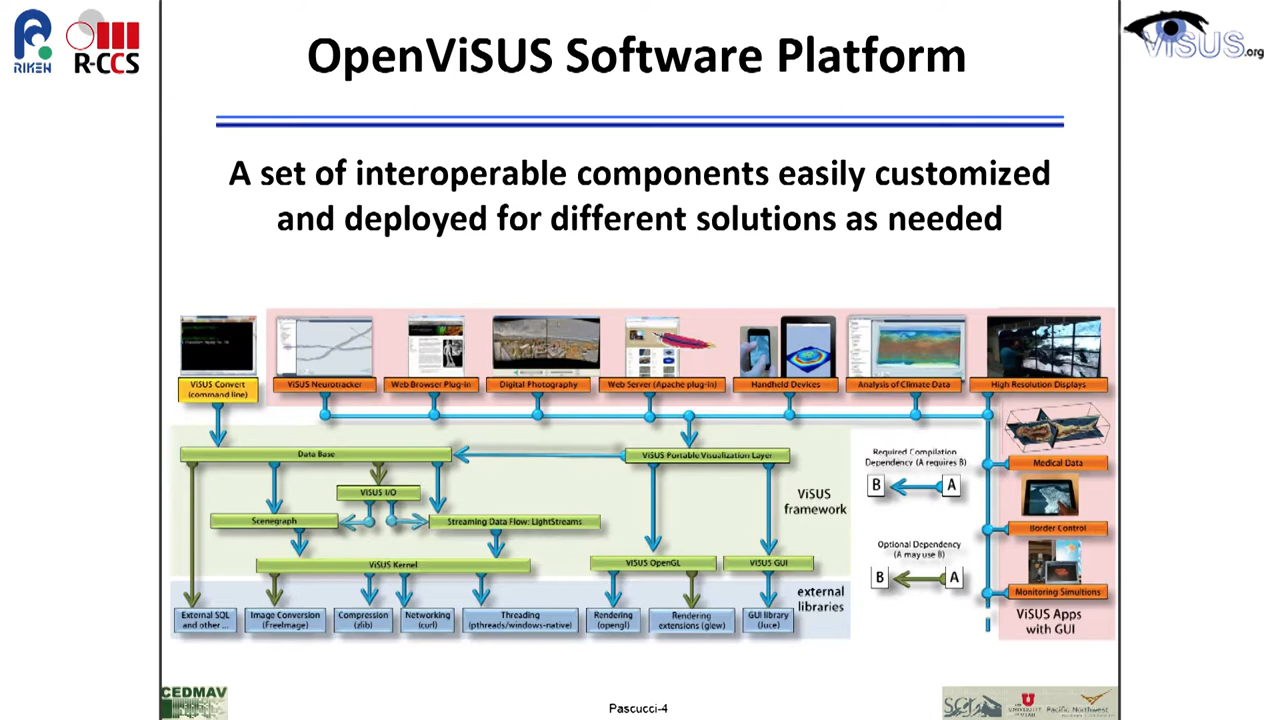 RIKEN
R-CCS
OpenViSUS Software Platform
ViSUS.org
A set of interoperable components easily customized
and deployed for different solutions as needed
ViSUS Convert
(command line)
ViSUS Neurotracker
Web Browser Plug-in
Digital Photography
Web Server (Apache plug-in)
Handheld Devices
Analysis of Climate Data
High Resolution Displays
Data Base
ViSUS Portable Visualization Layer
Required Compilation
Dependency (A requires B)
B
A
Medical Data
ViSUS I/O
ViSUS
framework
Scenegraph
Streaming Data Flow: LightStreams
Border Control
Optional Dependency
(A may use B)
B
A
ViSUS Kernel
ViSUS OpenGL
ViSUS GUI
Monitoring Simultions
external
libraries
External SQL
and other ...
Image Conversion
(FreeImage)
Compression
(zlib)
Networking
(curl)
Threading
(pthreads/windows-native)
Rendering
(opengl)
Rendering
extensions (glew)
GUI library
(Juce)
ViSUS Apps
with GUI
CEDMAV
Pascucci-4
SCI
Pacific Northwest